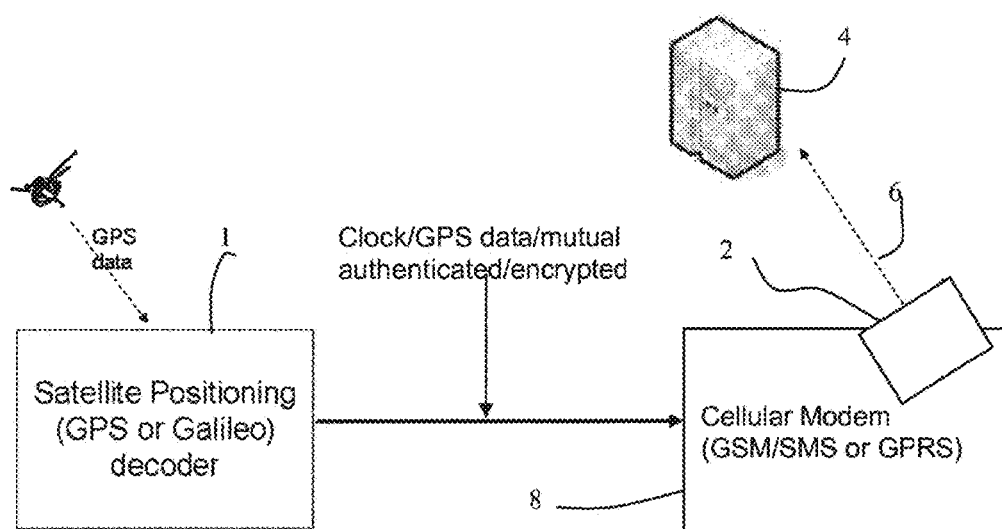 4
6
GPS
data
1
Clock/GPS data/mutual
authenticated/encrypted
2
Satellite Positioning
(GPS or Galileo)
decoder
Cellular Modem
(GSM/SMS or GPRS)
8